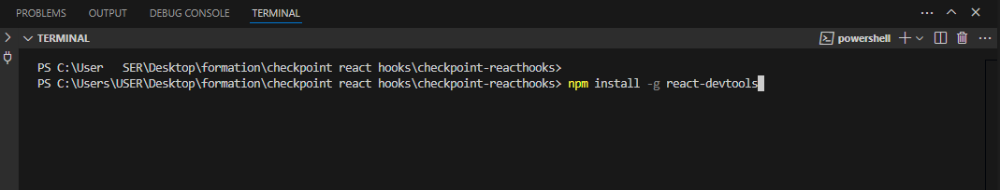 PROBLEMS OUTPUT DEBUG CONSOLE TERMINAL
TERMINAL powershell
PS C:\User   SER\Desktop\formation\checkpoint react hooks\checkpoint-reacthooks>
PS C:\Users\USER\Desktop\formation\checkpoint react hooks\checkpoint-reacthooks> npm install -g react-devtools